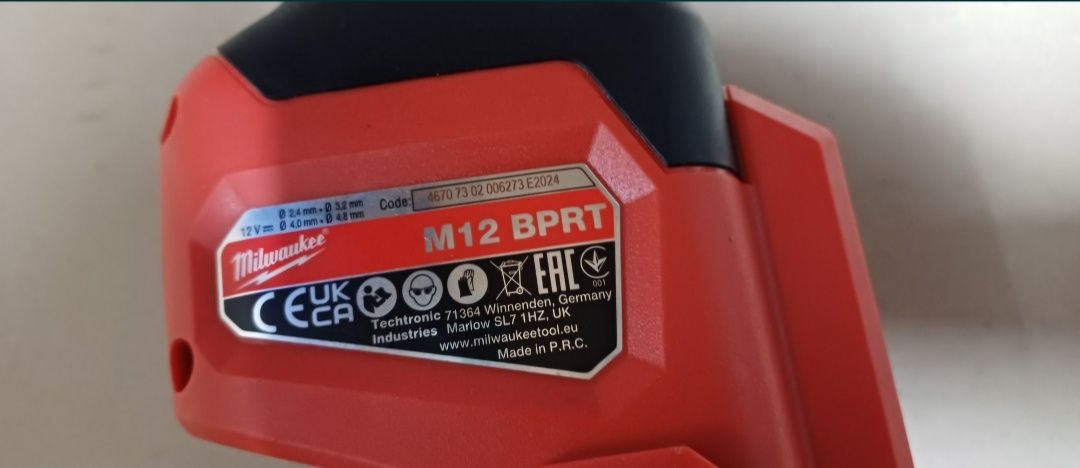 12 V⎓ Ø 2,4 mm - Ø 3,2 mm
Ø 4,0 mm - Ø 4,8 mm
Code: 4670 73 02 006273 E2024
Milwaukee®
M12 BPRT
CE UK CA EAC 001
Techtronic Industries
71364 Winnenden, Germany
Marlow SL7 1HZ, UK
www.milwaukeetool.eu
Made in P.R.C.